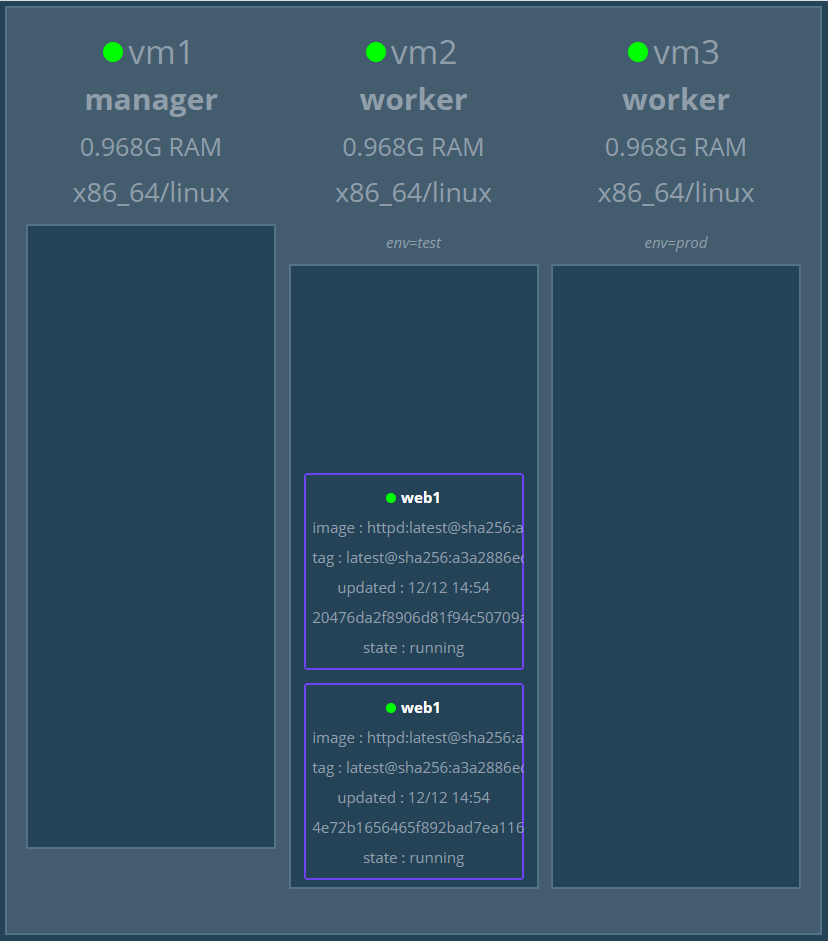 vm1
manager
0.968G RAM
x86_64/linux
vm2
worker
0.968G RAM
x86_64/linux
env=test
web1
image : httpd:latest@sha256:a
tag : latest@sha256:a3a2886ec
updated : 12/12 14:54
20476da2f8906d81f94c50709a
state : running
web1
image : httpd:latest@sha256:a
tag : latest@sha256:a3a2886ec
updated : 12/12 14:54
4e72b1656465f892bad7ea116
state : running
vm3
worker
0.968G RAM
x86_64/linux
env=prod